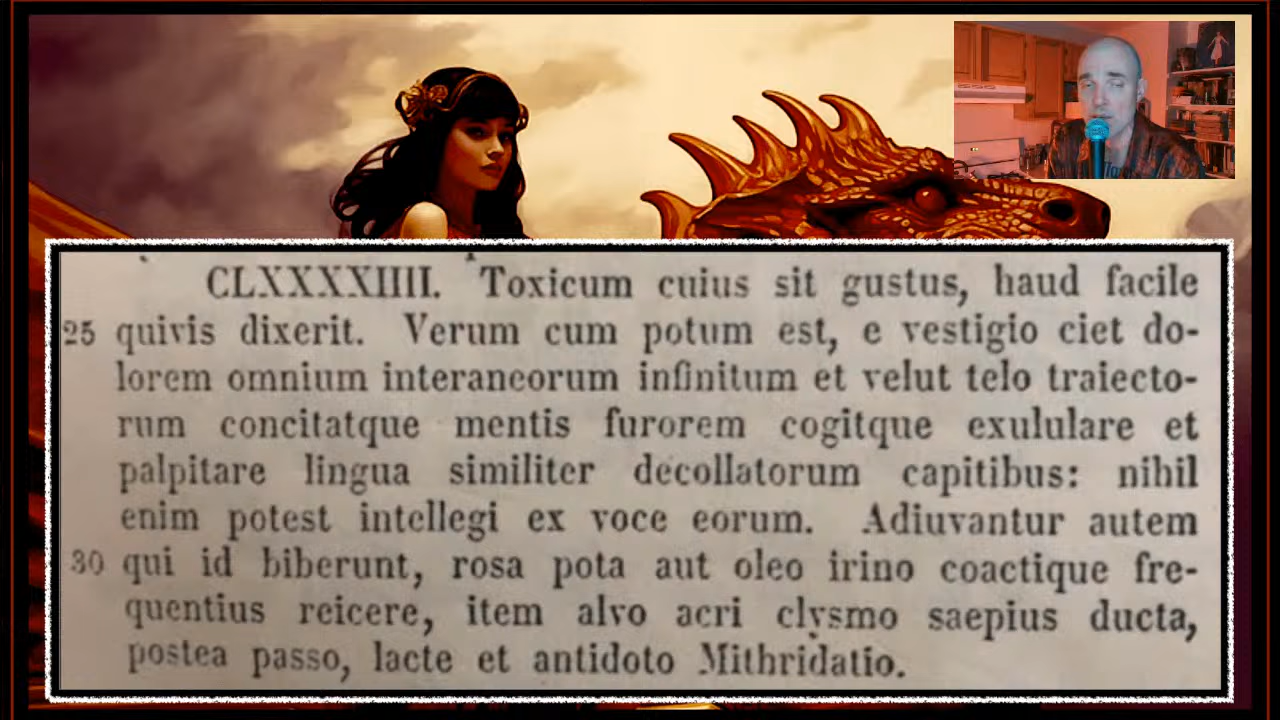 CLXXXXIIII. Toxicum cuius sit gustus, haud facile
25 quivis dixerit. Verum cum potum est, e vestigio ciet do-
lorem omnium interaneorum infinitum et velut telo traiecto-
rum concitatque mentis furorem cogitque exululare et
palpitare lingua similiter decollatorum capitibus: nihil
enim potest intellegi ex voce eorum. Adiuvantur autem
30 qui id biberunt, rosa pota aut oleo irino coactique fre-
quentius reicere, item alvo acri clysmo saepius ducta,
postea passo, lacte et antidoto Mithridatio.